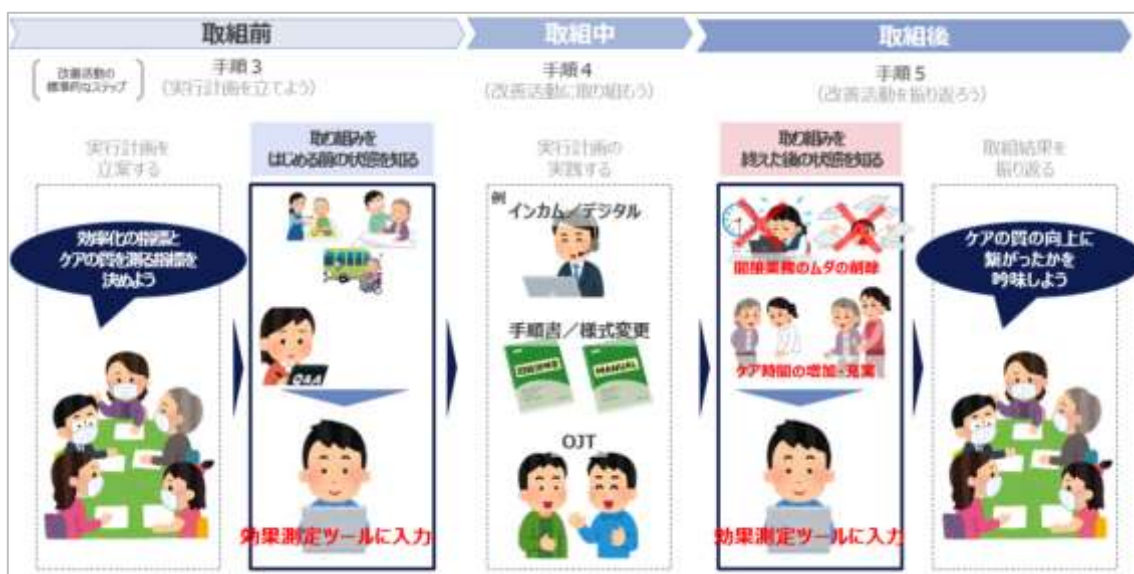 取組前
取組中
取組後
改善活動の
標準的なステップ
手順3
(実行計画を立てよう)
手順4
(改善活動に取り組もう)
手順5
(改善活動を振り返ろう)
実行計画を
立案する
取り組みを
はじめる前の状態を知る
実行計画の
実践する
取り組みを
終えた後の状態を知る
取組結果を
振り返る
効率化の指標と
ケアの質を測る指標を
決めよう
効果測定ツールに入力
例
インカム/デジタル
手順書/様式変更
MANUAL
OJT
間接業務のムダの削除
ケア時間の増加・充実
効果測定ツールに入力
ケアの質の向上に
繋がったかを
吟味しよう